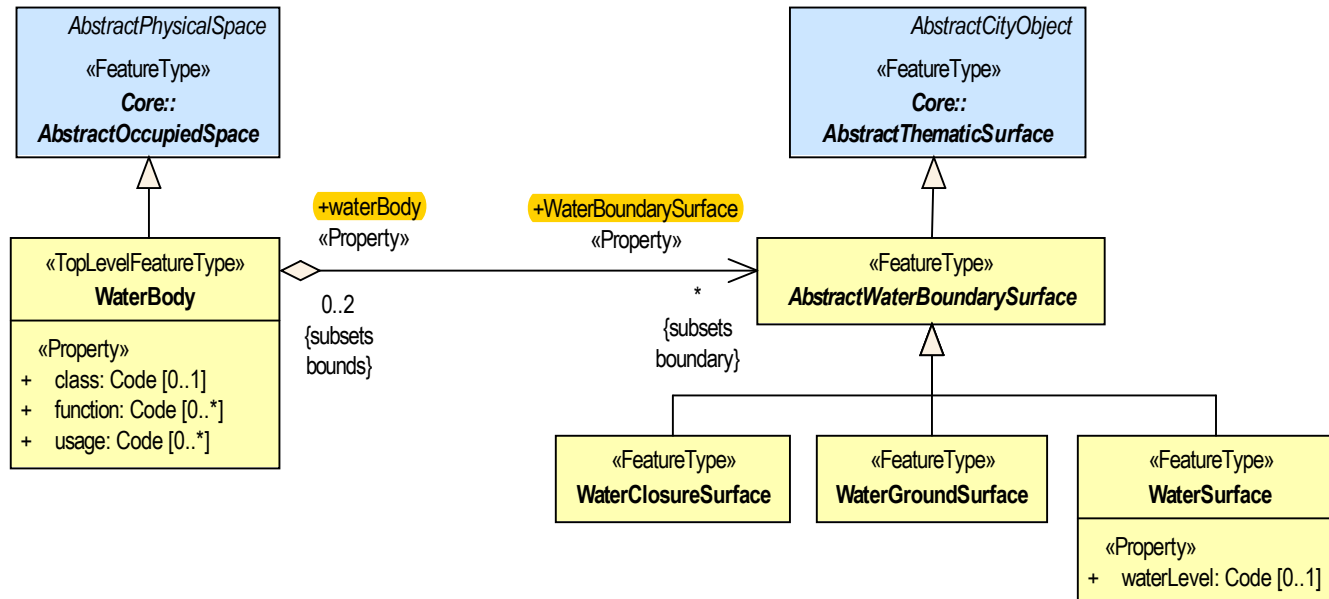 AbstractPhysicalSpace
«FeatureType»
Core::
AbstractOccupiedSpace
AbstractCityObject
«FeatureType»
Core::
AbstractThematicSurface
+waterBody
«Property»
+WaterBoundarySurface
«Property»
«TopLevelFeatureType»
WaterBody
«Property»
+ class: Code [0..1]
+ function: Code [0..*]
+ usage: Code [0..*]
0..2
{subsets
bounds}
*
{subsets
boundary}
«FeatureType»
AbstractWaterBoundarySurface
«FeatureType»
WaterClosureSurface
«FeatureType»
WaterGroundSurface
«FeatureType»
WaterSurface
«Property»
+ waterLevel: Code [0..1]